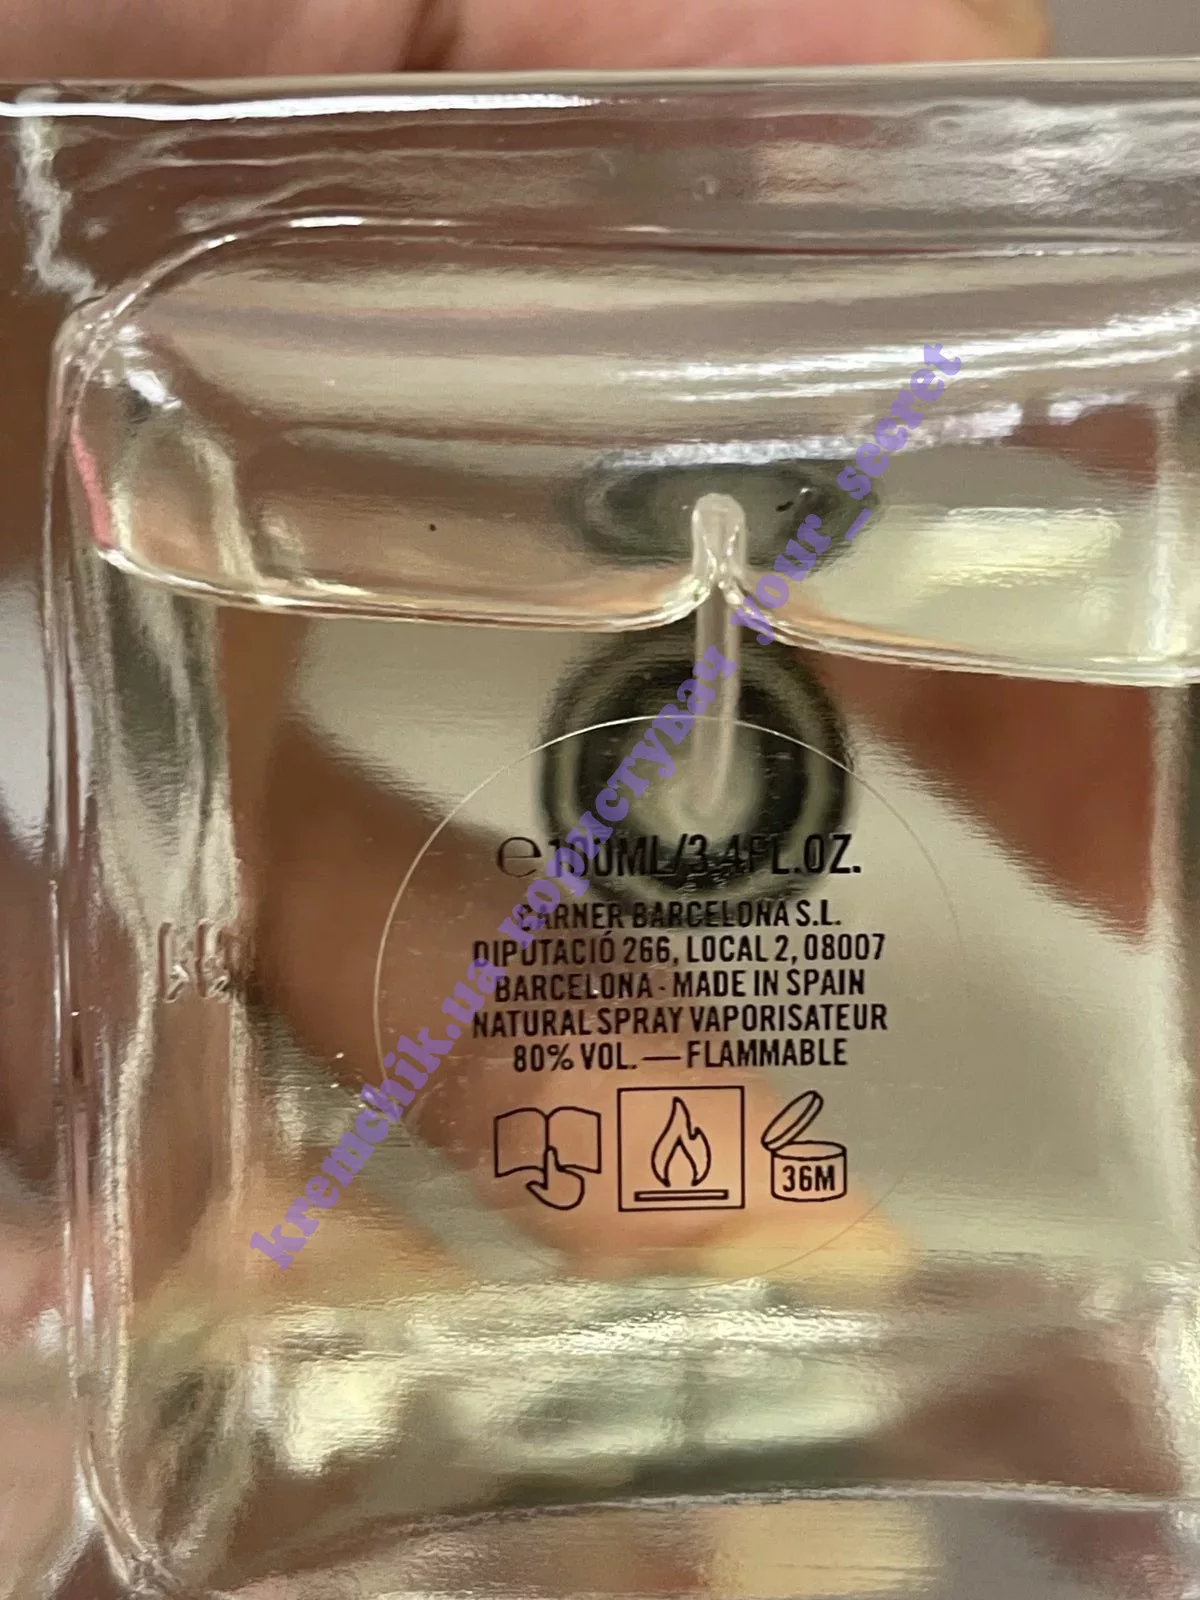 ℮ 100ML/3.4FL.OZ.
CARNER BARCELONA S.L.
DIPUTACIÓ 266, LOCAL 2, 08007
BARCELONA - MADE IN SPAIN
NATURAL SPRAY VAPORISATEUR
80% VOL. — FLAMMABLE
36M
kremchik.ua користувач your_secret